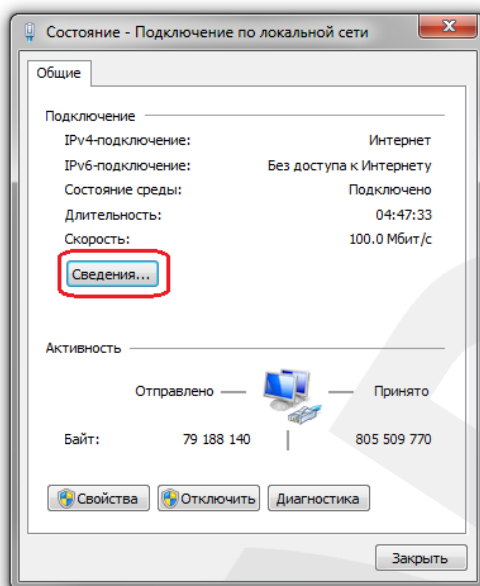 Состояние - Подключение по локальной сети
Общие
Подключение
IPv4-подключение: Интернет
IPv6-подключение: Без доступа к Интернету
Состояние среды: Подключено
Длительность: 04:47:33
Скорость: 100.0 Мбит/с
Сведения...
Активность
Отправлено — — Принято
Байт: 79 188 140 | 805 509 770
Свойства Отключить Диагностика
Закрыть